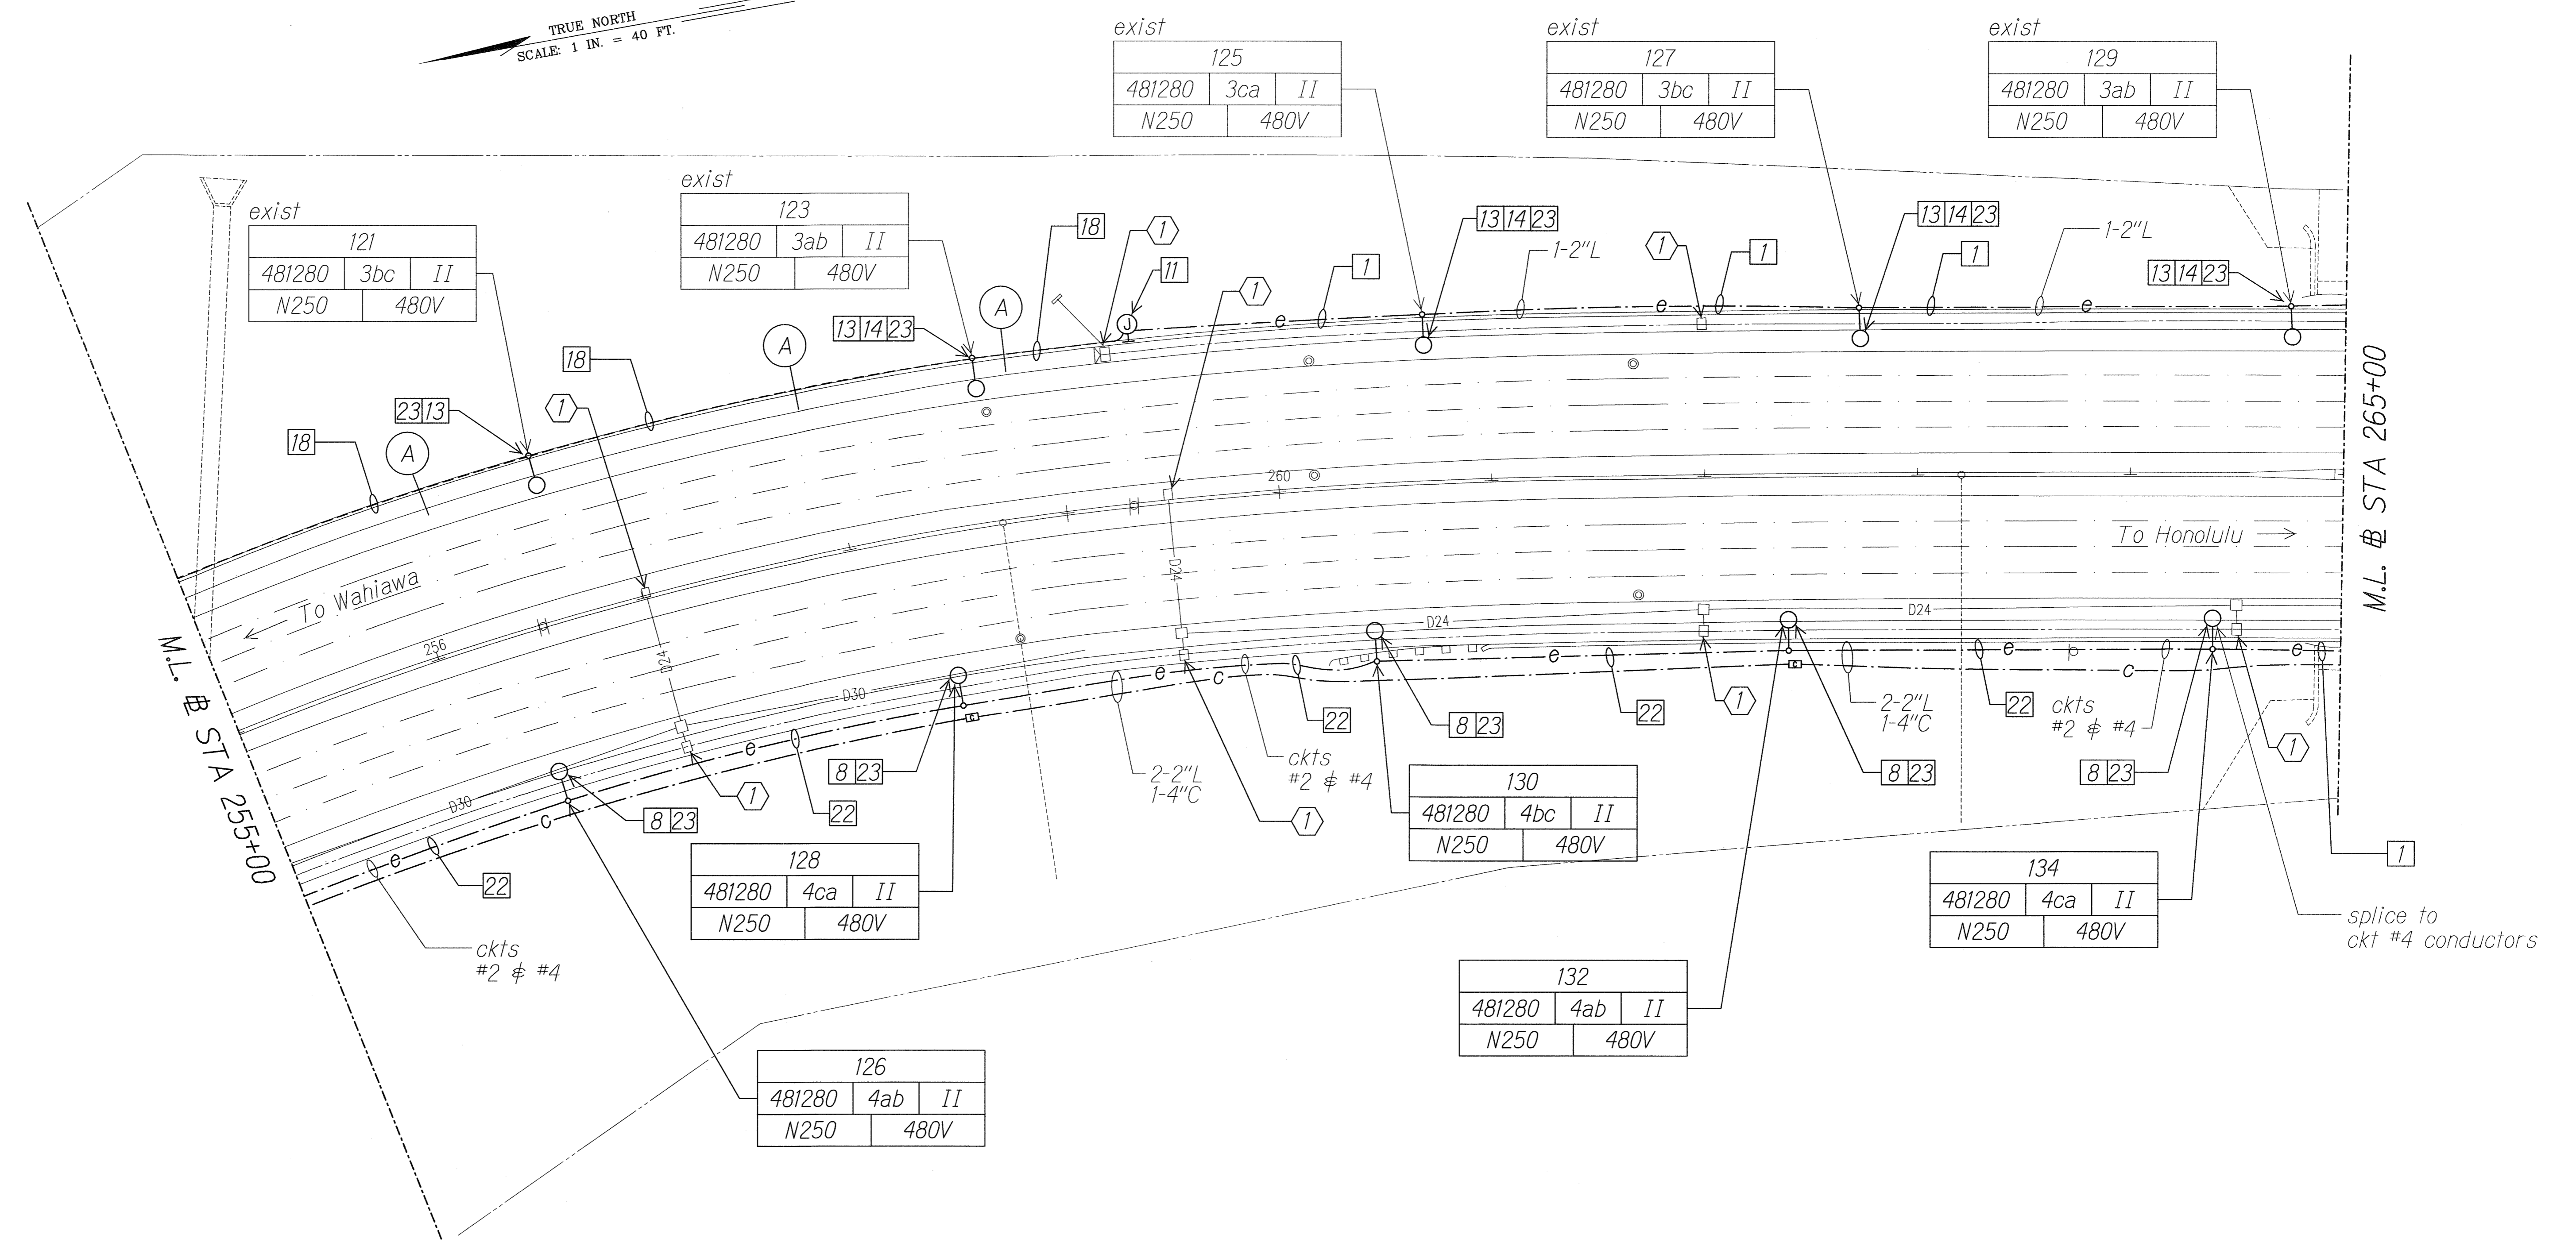 TRUE NORTH
SCALE: 1 IN. = 40 FT.
exist
125
481280 3ca II
N250 480V
exist
127
481280 3bc II
N250 480V
exist
129
481280 3ab II
N250 480V
exist
123
481280 3ab II
N250 480V
exist
121
481280 3bc II
N250 480V
18
1
11
13 14 23
1-2"L
1
1
1
13 14 23
1
1-2"L
13 14 23
A
A
13 14 23
J
e
e
e
1
18
1
23 13
A
18
260
M.L. BL STA 265+00
To Honolulu
To Wahiawa
256
D24
D24
D24
D24
M.L. BL STA 255+00
D30
D30
e
c
e
c
e
e
e
c
e
c
22
22
1
22
1
8 23
8 23
1
22
2-2"L
1-4"C
ckts
#2 & #4
1
8 23
2-2"L
1-4"C
8 23
ckts
#2 & #4
8 23
1
1
22
ckts
#2 & #4
128
481280 4ca II
N250 480V
130
481280 4bc II
N250 480V
134
481280 4ca II
N250 480V
splice to
ckt #4 conductors
132
481280 4ab II
N250 480V
126
481280 4ab II
N250 480V